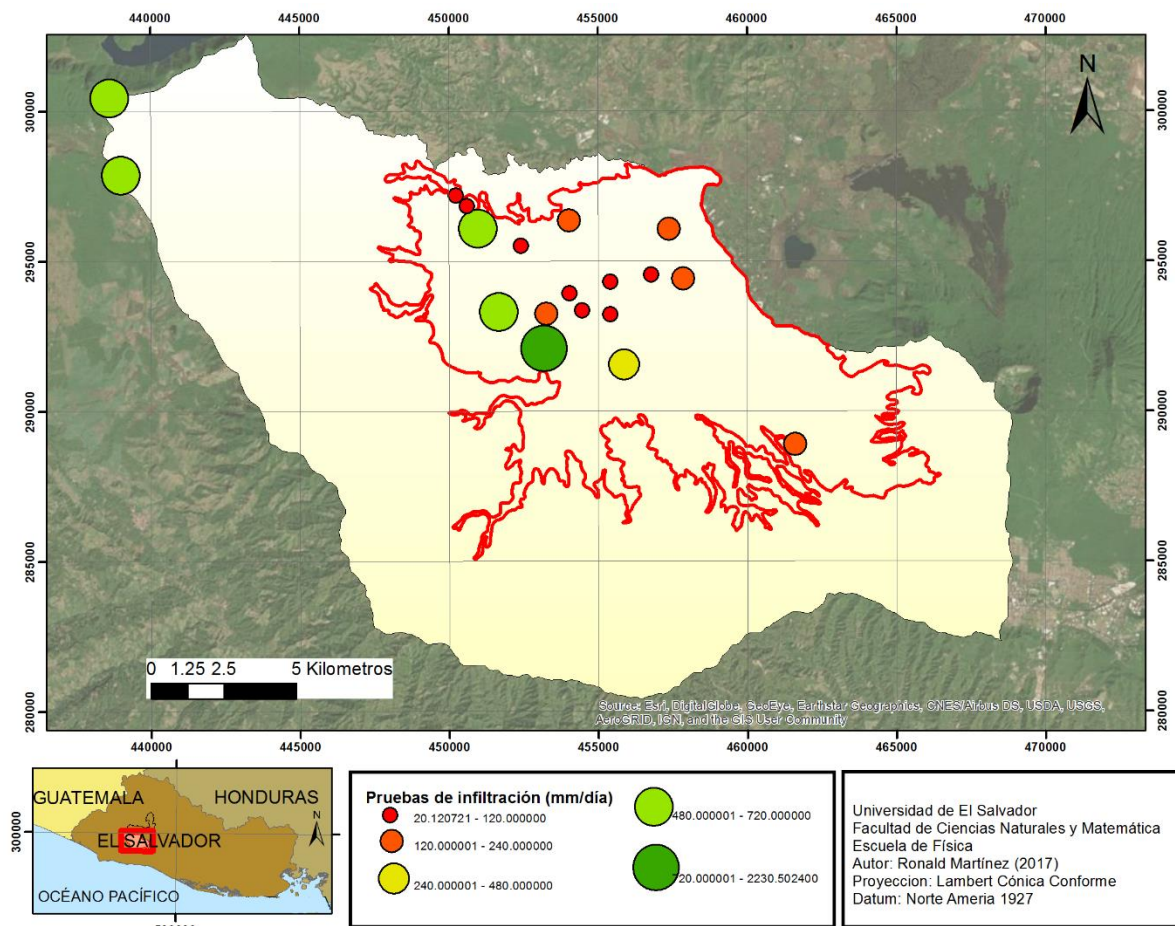 440000 445000 450000 455000 460000 465000 470000
300000
295000
290000
285000
280000
300000
295000
290000
285000
280000
N
0 1.25 2.5 5 Kilometros
Source: Esri, DigitalGlobe, GeoEye, Earthstar Geographics, CNES/Airbus DS, USDA, USGS,
AeroGRID, IGN, and the GIS User Community
440000 445000 450000 455000 460000 465000 470000
GUATEMALA HONDURAS
N
EL SALVADOR
OCÉANO PACÍFICO
300000
Pruebas de infiltración (mm/día)
20.120721 - 120.000000
120.000001 - 240.000000
240.000001 - 480.000000
480.000001 - 720.000000
720.000001 - 2230.502400
Universidad de El Salvador
Facultad de Ciencias Naturales y Matemática
Escuela de Física
Autor: Ronald Martínez (2017)
Proyeccion: Lambert Cónica Conforme
Datum: Norte Ameria 1927